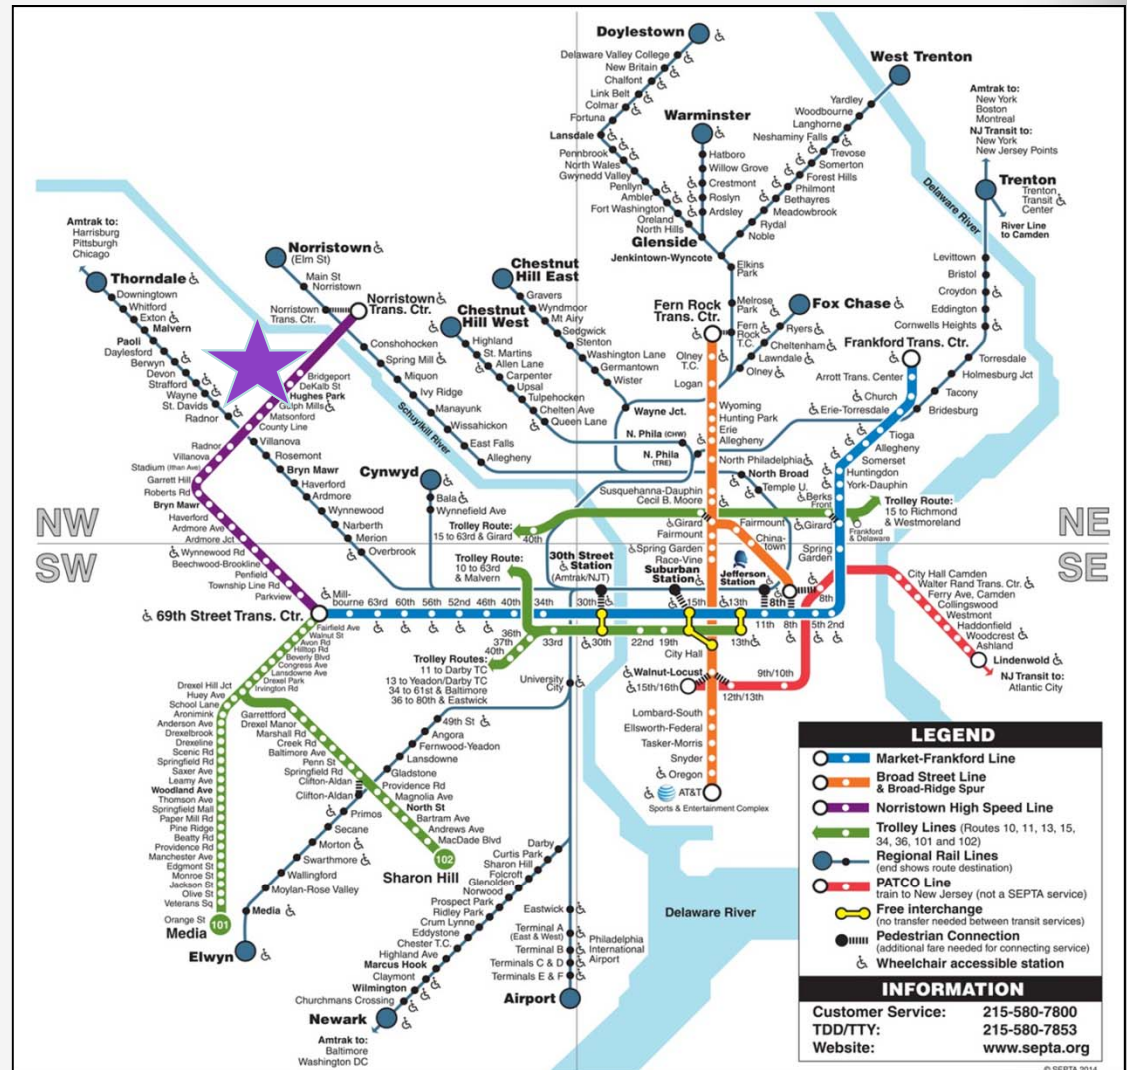 Doylestown
Delaware Valley College
New Britain
Chalfont
Link Belt
Colmar
Fortuna
Lansdale
Pennbrook
North Wales
Gwynedd Valley
Penllyn
Ambler
Fort Washington
Oreland
North Hills
Glenside
Jenkintown-Wyncote
Warminster
Hatboro
Willow Grove
Crestmont
Roslyn
Ardsley
West Trenton
Yardley
Woodbourne
Langhorne
Neshaminy Falls
Trevose
Somerton
Forest Hills
Philmont
Bethayres
Meadowbrook
Rydal
Noble
Elkins
Park
Melrose
Park
Fern
Rock
T.C.
Amtrak to:
New York
Boston
Montreal
NJ Transit to:
New York
New Jersey Points
Trenton
Trenton
Transit
Center
River Line
to Camden
Delaware River
Levittown
Bristol
Croydon
Eddington
Cornwells Heights
Torresdale
Holmesburg Jct
Tacony
Bridesburg
Amtrak to:
Harrisburg
Pittsburgh
Chicago
Thorndale
Downingtown
Whitford
Exton
Malvern
Paoli
Daylesford
Berwyn
Devon
Strafford
Wayne
St. Davids
Radnor
Villanova
Rosemont
Bryn Mawr
Haverford
Ardmore
Wynnewood
Narberth
Merion
Overbrook
Norristown
(Elm St)
Main St
Norristown
Norristown
Trans. Ctr.
Norristown
Trans. Ctr.
Conshohocken
Spring Mill
Miquon
Ivy Ridge
Manayunk
Wissahickon
East Falls
Allegheny
Schuylkill River
Bridgeport
DeKalb St
Hughes Park
Gulph Mills
Matsonford
County Line
Radnor
Villanova
Stadium (Ithan Ave)
Garrett Hill
Roberts Rd
Bryn Mawr
Haverford
Ardmore Ave
Ardmore Jct
Wynnewood Rd
Beechwood-Brookline
Penfield
Township Line Rd
Parkview
Chestnut
Hill East
Gravers
Wyndmoor
Mt Airy
Sedgwick
Stenton
Washington Lane
Germantown
Wister
Wayne Jct.
Chestnut
Hill West
Highland
St. Martins
Allen Lane
Carpenter
Upsal
Tulpehocken
Chelten Ave
Queen Lane
N. Phila (CHW)
N. Phila
(TRE)
Cynwyd
Bala
Wynnefield Ave
Fern Rock
Trans. Ctr.
Olney
T.C.
Logan
Wyoming
Hunting Park
Erie
Allegheny
North Philadelphia
North Broad
Temple U.
Susquehanna-Dauphin
Cecil B. Moore
Girard
Fairmount
Fairmount
China-
town
Spring Garden
Race-Vine
Fox Chase
Ryers
Cheltenham
Lawndale
Olney
Frankford Trans. Ctr.
Arrott Trans. Center
Church
Erie-Torresdale
Tioga
Allegheny
Somerset
Huntingdon
York-Dauphin
Berks
Front
Girard
Spring
Garden
Trolley Route:
15 to Richmond
& Westmoreland
Frankford
& Delaware
Trolley Route:
15 to 63rd & Girard
40th
Trolley Route:
10 to 63rd
& Malvern
NW
SW
NE
SE
30th Street
Station
(Amtrak/NJT)
Suburban
Station
Jefferson
Station
69th Street Trans. Ctr.
Mill-
bourne
63rd
60th
56th
52nd
46th
40th
34th
30th
15th
13th
11th
8th
8th
8th
5th
2nd
36th
37th
40th
33rd
30th
22nd
19th
13th
City Hall
Trolley Routes:
11 to Darby TC
13 to Yeadon/Darby TC
34 to 61st & Baltimore
36 to 80th & Eastwick
University
City
Walnut-Locust
15th/16th
12th/13th
9th/10th
Lombard-South
Ellsworth-Federal
Tasker-Morris
Snyder
Oregon
AT&T
Sports & Entertainment Complex
City Hall Camden
Walter Rand Trans. Ctr.
Ferry Ave, Camden
Collingswood
Westmont
Haddonfield
Woodcrest
Ashland
Lindenwold
NJ Transit to:
Atlantic City
Fairfield Ave
Walnut St
Avon Rd
Hilltop Rd
Beverly Blvd
Congress Ave
Lansdowne Ave
Drexel Park
Irvington Rd
Drexel Hill Jct
Huey Ave
School Lane
Aronimink
Anderson Ave
Drexelbrook
Drexeline
Scenic Rd
Springfield Rd
Saxer Ave
Leamy Ave
Woodland Ave
Thomson Ave
Springfield Mall
Paper Mill Rd
Pine Ridge
Beatty Rd
Providence Rd
Manchester Ave
Edgmont St
Monroe St
Jackson St
Olive St
Veterans Sq
Orange St
101
Media
Garrettford
Drexel Manor
Marshall Rd
Creek Rd
Baltimore Ave
Penn St
Springfield Rd
Clifton-Aldan
Clifton-Aldan
Providence Rd
Magnolia Ave
North St
Bartram Ave
Andrews Ave
MacDade Blvd
102
Sharon Hill
49th St
Angora
Fernwood-Yeadon
Lansdowne
Gladstone
Primos
Secane
Morton
Swarthmore
Wallingford
Moylan-Rose Valley
Media
Elwyn
Darby
Curtis Park
Sharon Hill
Folcroft
Glenolden
Norwood
Prospect Park
Ridley Park
Crum Lynne
Eddystone
Chester T.C.
Highland Ave
Marcus Hook
Claymont
Wilmington
Churchmans Crossing
Newark
Amtrak to:
Baltimore
Washington DC
Eastwick
Terminal A
(East & West)
Terminal B
Terminals C & D
Terminals E & F
Philadelphia
International
Airport
Airport
Delaware River
LEGEND
Market-Frankford Line
Broad Street Line
& Broad-Ridge Spur
Norristown High Speed Line
Trolley Lines (Routes 10, 11, 13, 15,
34, 36, 101 and 102)
Regional Rail Lines
(end shows route destination)
PATCO Line
train to New Jersey (not a SEPTA service)
Free interchange
(no transfer needed between transit services)
Pedestrian Connection
(additional fare needed for connecting service)
Wheelchair accessible station
INFORMATION
Customer Service: 215-580-7800
TDD/TTY: 215-580-7853
Website: www.septa.org
© SEPTA 2014